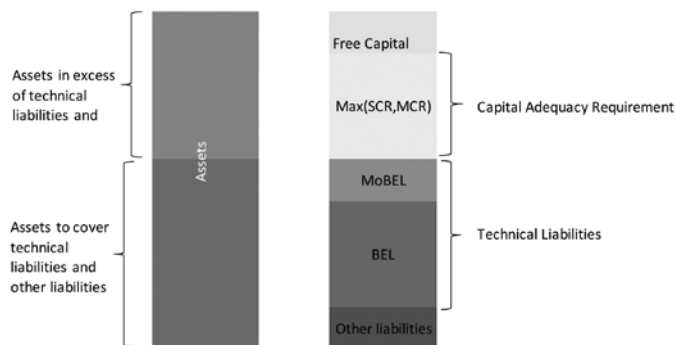 Assets in excess
of technical
liabilities and
Assets to cover
technical
liabilities and
other liabilities
Assets
Free Capital
Max(SCR,MCR)
MoBEL
BEL
Other liabilities
Capital Adequacy Requirement
Technical Liabilities